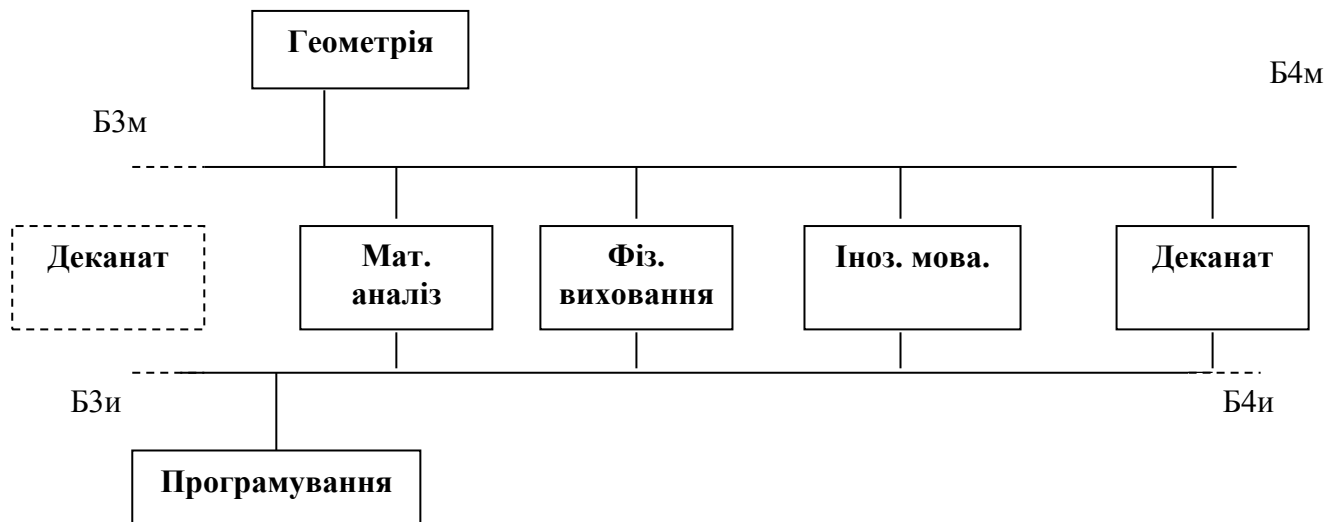 Геометрія
Б4м
Б3м
Деканат
Мат.
аналіз
Фіз.
виховання
Іноз. мова.
Деканат
Б3и
Б4и
Програмування